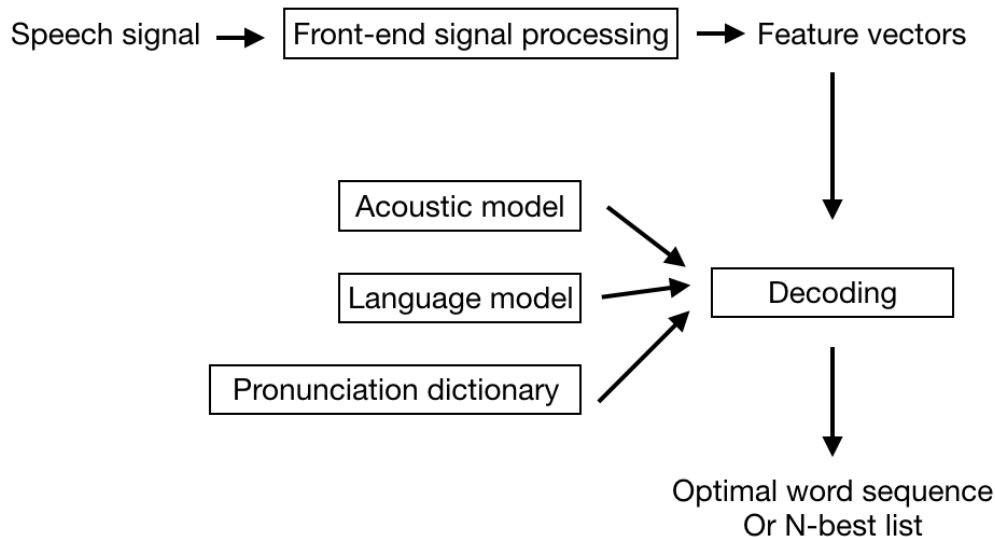 Speech signal
Front-end signal processing
Feature vectors
Acoustic model
Language model
Decoding
Pronunciation dictionary
Optimal word sequence
Or N-best list